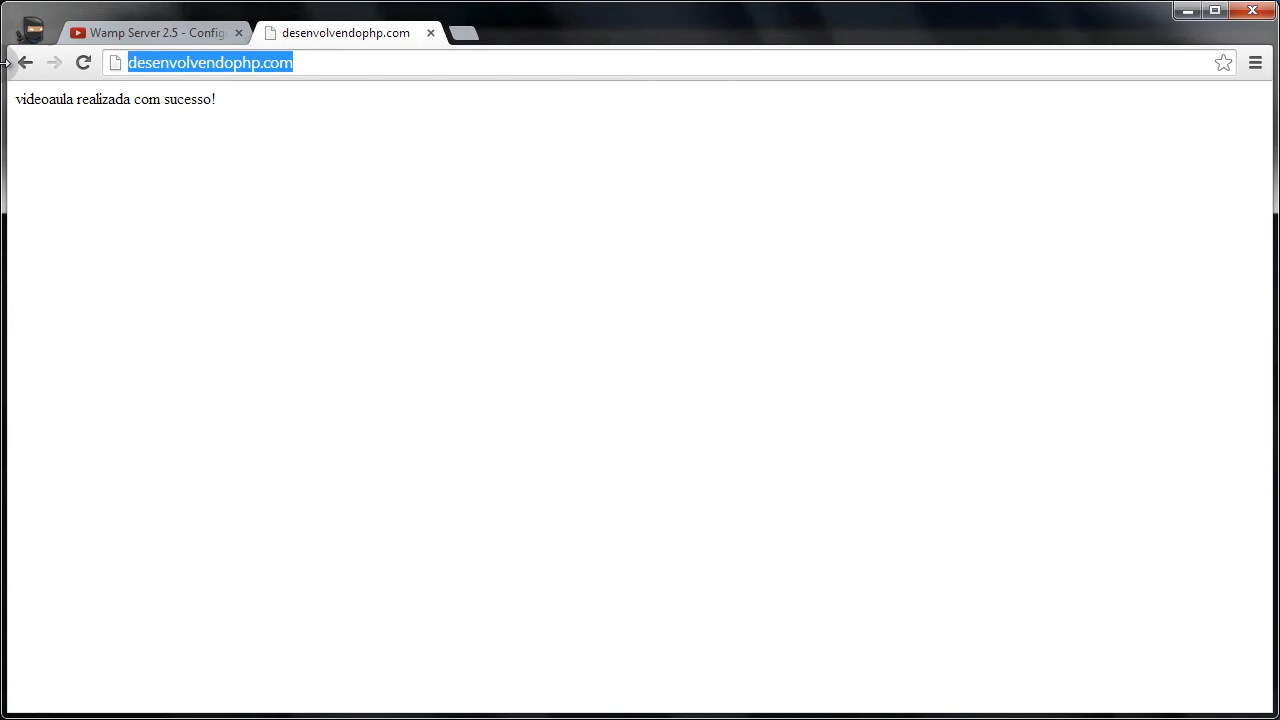 Wamp Server 2.5 - Config
desenvolvendophp.com
desenvolvendophp.com
videoaula realizada com sucesso!